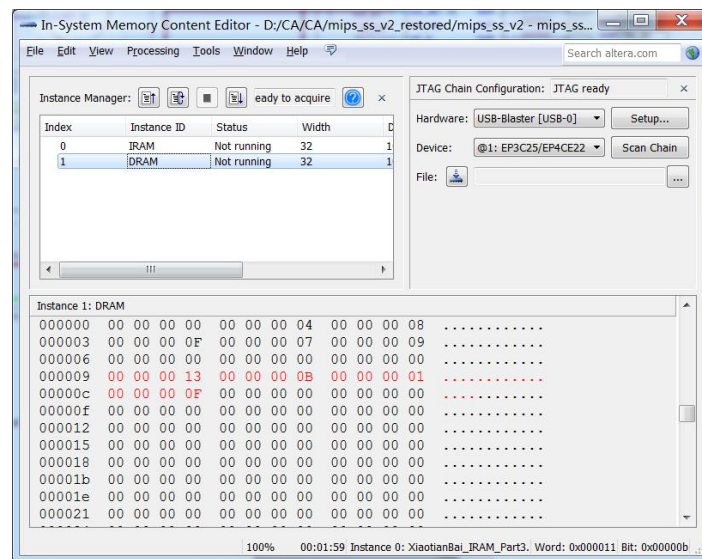 In-System Memory Content Editor - D:/CA/CA/mips_ss_v2_restored/mips_ss_v2 - mips_ss...
File Edit View Processing Tools Window Help
Search altera.com
Instance Manager: eady to acquire
Index Instance ID Status Width D
0 IRAM Not running 32 1
1 DRAM Not running 32 1
JTAG Chain Configuration: JTAG ready
Hardware: USB-Blaster [USB-0] Setup...
Device: @1: EP3C25/EP4CE22 Scan Chain
File: ...
Instance 1: DRAM
000000 00 00 00 00 00 00 00 04 00 00 00 08 ............
000003 00 00 00 0F 00 00 00 07 00 00 00 09 ............
000006 00 00 00 00 00 00 00 00 00 00 00 00 ............
000009 00 00 00 13 00 00 00 0B 00 00 00 01 ............
00000c 00 00 00 0F 00 00 00 00 00 00 00 00 ............
00000f 00 00 00 00 00 00 00 00 00 00 00 00 ............
000012 00 00 00 00 00 00 00 00 00 00 00 00 ............
000015 00 00 00 00 00 00 00 00 00 00 00 00 ............
000018 00 00 00 00 00 00 00 00 00 00 00 00 ............
00001b 00 00 00 00 00 00 00 00 00 00 00 00 ............
00001e 00 00 00 00 00 00 00 00 00 00 00 00 ............
000021 00 00 00 00 00 00 00 00 00 00 00 00 ............
100% 00:01:59 Instance 0: XiaotianBai_IRAM_Part3. Word: 0x000011 Bit: 0x00000b